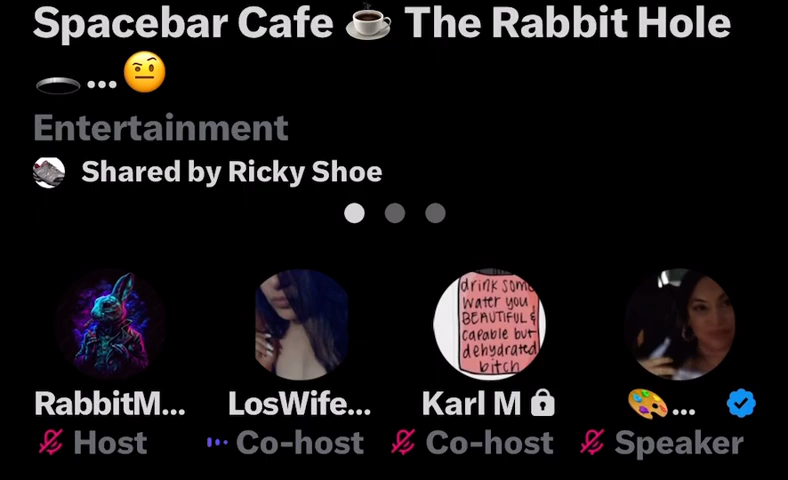 Spacebar Cafe ☕ The Rabbit Hole
🕳️...🤨
Entertainment
Shared by Ricky Shoe
drink some
water you
BEAUTIFUL &
capable but
dehydrated
bitch
RabbitM... LosWife... Karl M 🔒 🎨...
Host Co-host Co-host Speaker